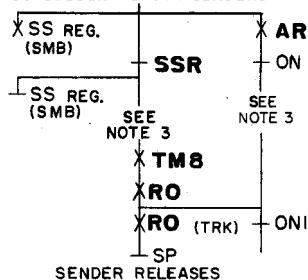 SS REG.
(SMB)
AR
SSR
ON
SS REG.
(SMB)
SEE
NOTE 3
SEE
NOTE 3
TM8
RO
RO (TRK)
ONI
SP
SENDER RELEASES